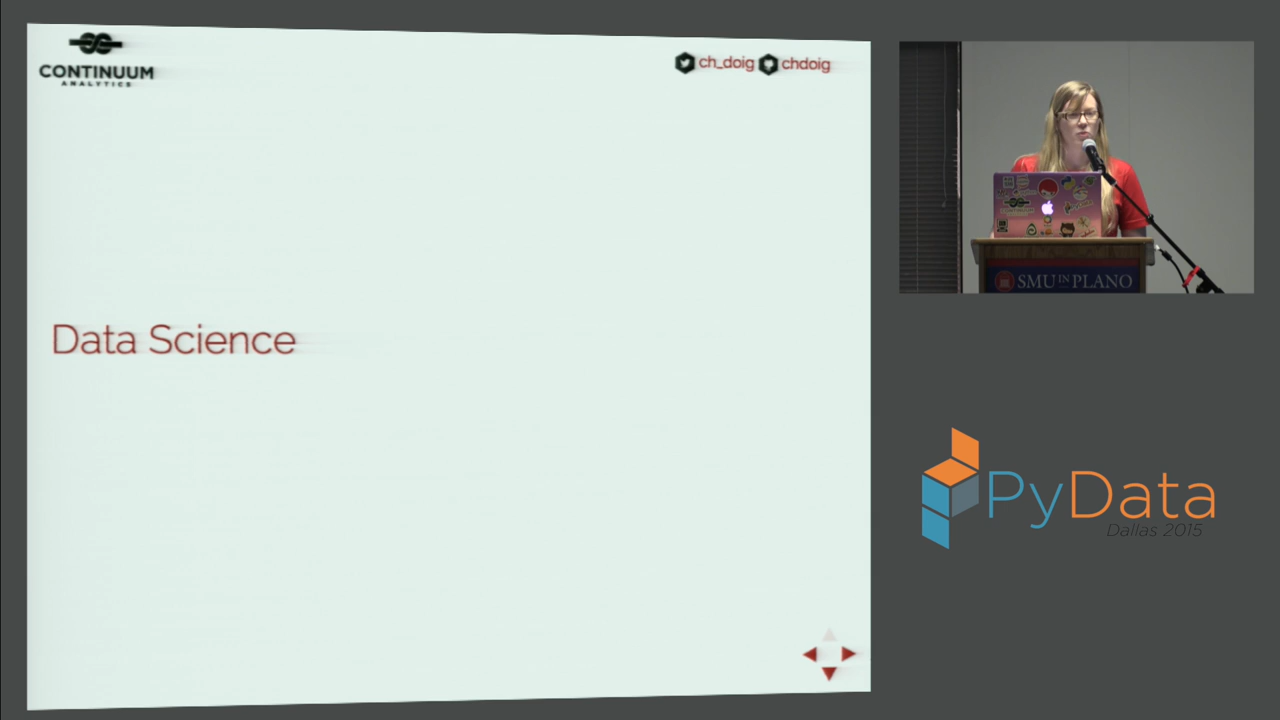 CONTINUUM
ANALYTICS
ch_doig chdoig
Data Science
SMU IN PLANO
PyData
Dallas 2015